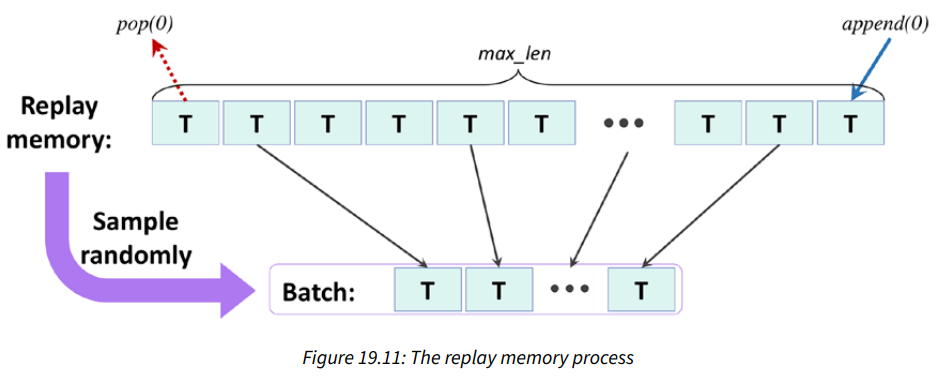 pop(0)
append(0)
max_len
Replay
memory:
T T T T T T ••• T T T
Sample
randomly
Batch: T T ••• T
Figure 19.11: The replay memory process